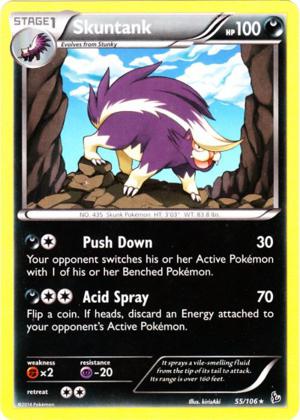 STAGE1
Skuntank
HP100
Evolves from Stunky
NO. 435 Skunk Pokémon HT: 3'03" WT: 83.8 lbs.
Push Down 30
Your opponent switches his or her Active Pokémon
with 1 of his or her Benched Pokémon.
Acid Spray 70
Flip a coin. If heads, discard an Energy attached to
your opponent's Active Pokémon.
weakness
×2
resistance
-20
retreat
It sprays a vile-smelling fluid
from the tip of its tail to attack.
Its range is over 160 feet.
©2014 Pokémon
Illus. kirisAki
55/106★